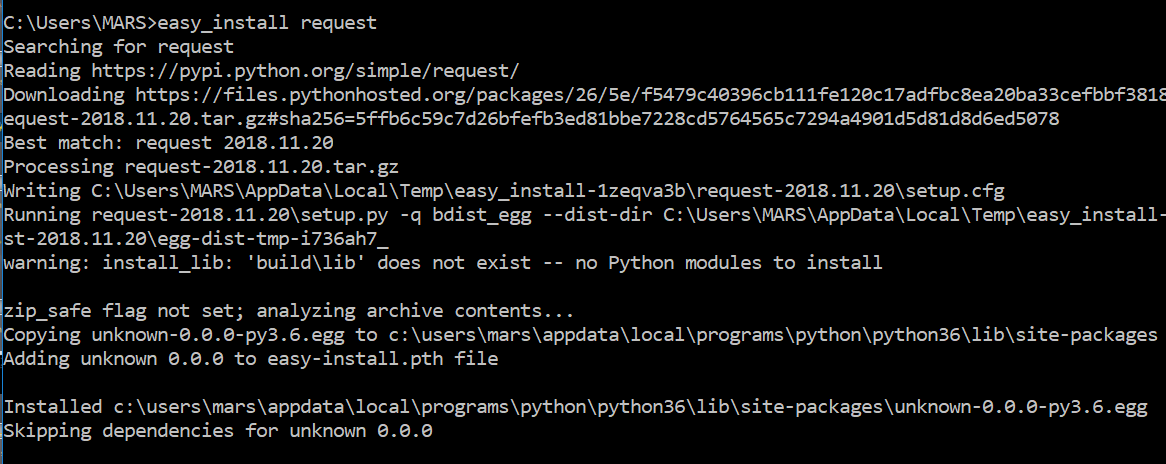 C:\Users\MARS>easy_install request
Searching for request
Reading https://pypi.python.org/simple/request/
Downloading https://files.pythonhosted.org/packages/26/5e/f5479c40396cb111fe120c17adfbc8ea20ba33cefbbf3818
equest-2018.11.20.tar.gz#sha256=5ffb6c59c7d26bfefb3ed81bbe7228cd5764565c7294a4901d5d81d8d6ed5078
Best match: request 2018.11.20
Processing request-2018.11.20.tar.gz
Writing C:\Users\MARS\AppData\Local\Temp\easy_install-1zeqva3b\request-2018.11.20\setup.cfg
Running request-2018.11.20\setup.py -q bdist_egg --dist-dir C:\Users\MARS\AppData\Local\Temp\easy_install-
st-2018.11.20\egg-dist-tmp-i736ah7_
warning: install_lib: 'build\lib' does not exist -- no Python modules to install
zip_safe flag not set; analyzing archive contents...
Copying unknown-0.0.0-py3.6.egg to c:\users\mars\appdata\local\programs\python\python36\lib\site-packages
Adding unknown 0.0.0 to easy-install.pth file
Installed c:\users\mars\appdata\local\programs\python\python36\lib\site-packages\unknown-0.0.0-py3.6.egg
Skipping dependencies for unknown 0.0.0